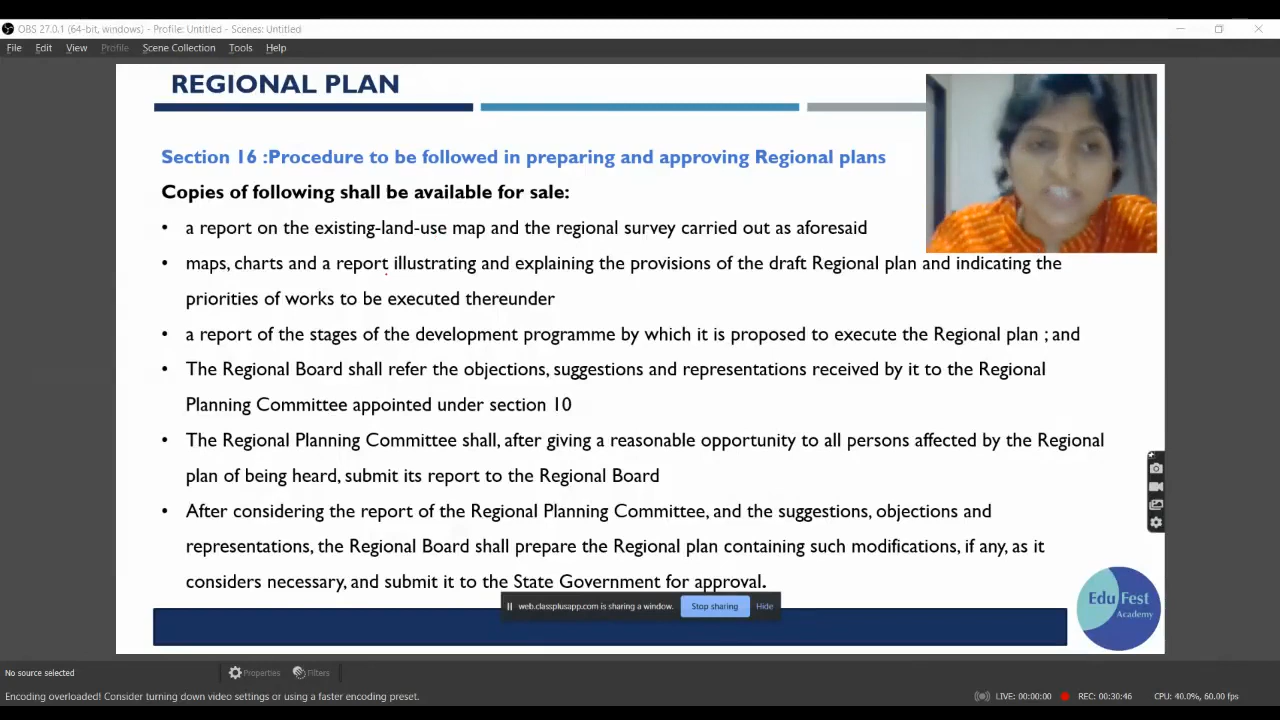 OBS 27.0.1 (64-bit, windows) - Profile: Untitled - Scenes: Untitled
File Edit View Profile Scene Collection Tools Help
REGIONAL PLAN
Section 16 :Procedure to be followed in preparing and approving Regional plans
Copies of following shall be available for sale:
• a report on the existing-land-use map and the regional survey carried out as aforesaid
• maps, charts and a report illustrating and explaining the provisions of the draft Regional plan and indicating the
priorities of works to be executed thereunder
• a report of the stages of the development programme by which it is proposed to execute the Regional plan ; and
• The Regional Board shall refer the objections, suggestions and representations received by it to the Regional
Planning Committee appointed under section 10
• The Regional Planning Committee shall, after giving a reasonable opportunity to all persons affected by the Regional
plan of being heard, submit its report to the Regional Board
• After considering the report of the Regional Planning Committee, and the suggestions, objections and
representations, the Regional Board shall prepare the Regional plan containing such modifications, if any, as it
considers necessary, and submit it to the State Government for approval.
web.classplusapp.com is sharing a window. Stop sharing Hide
Edu Fest
Academy
No source selected Properties Filters
Encoding overloaded! Consider turning down video settings or using a faster encoding preset. LIVE: 00:00:00 REC: 00:30:46 CPU: 40.0%, 60.00 fps